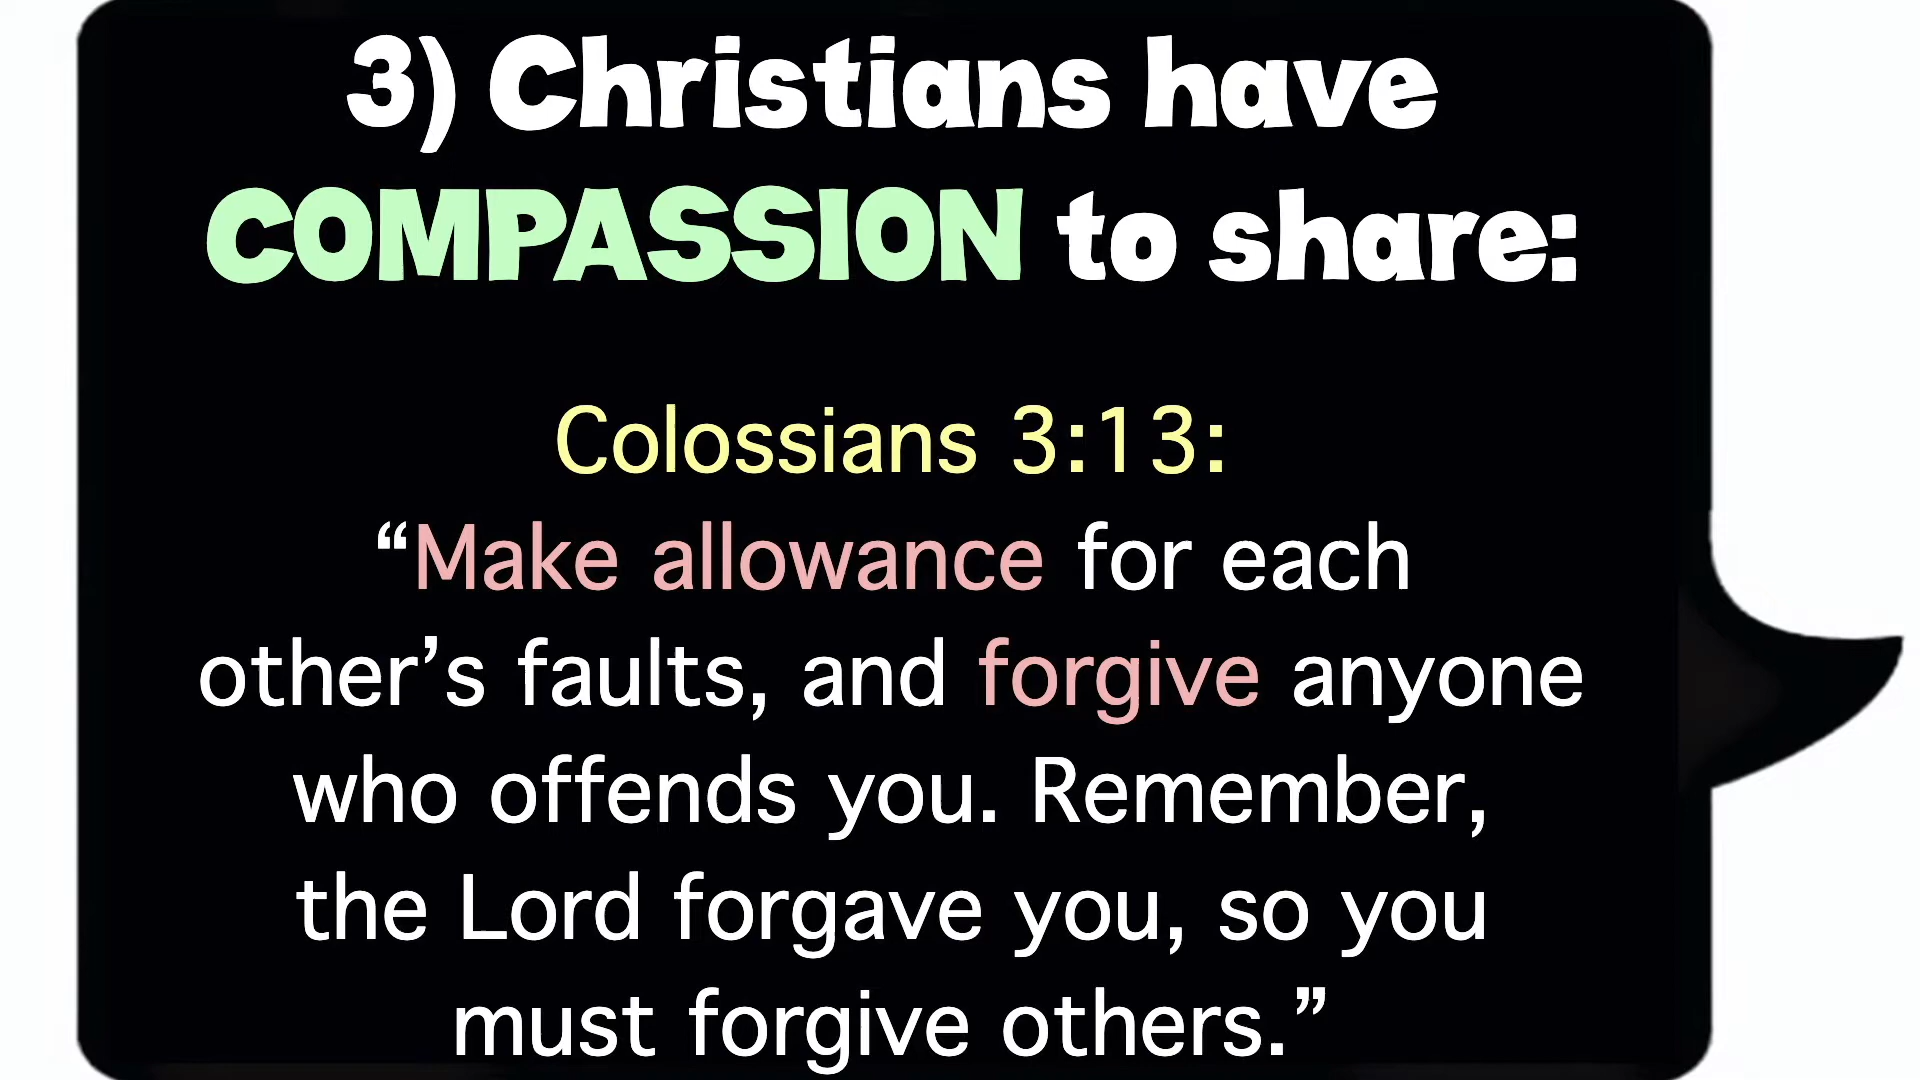 3) Christians have
COMPASSION to share:
Colossians 3:13:
“Make allowance for each
other’s faults, and forgive anyone
who offends you. Remember,
the Lord forgave you, so you
must forgive others.”